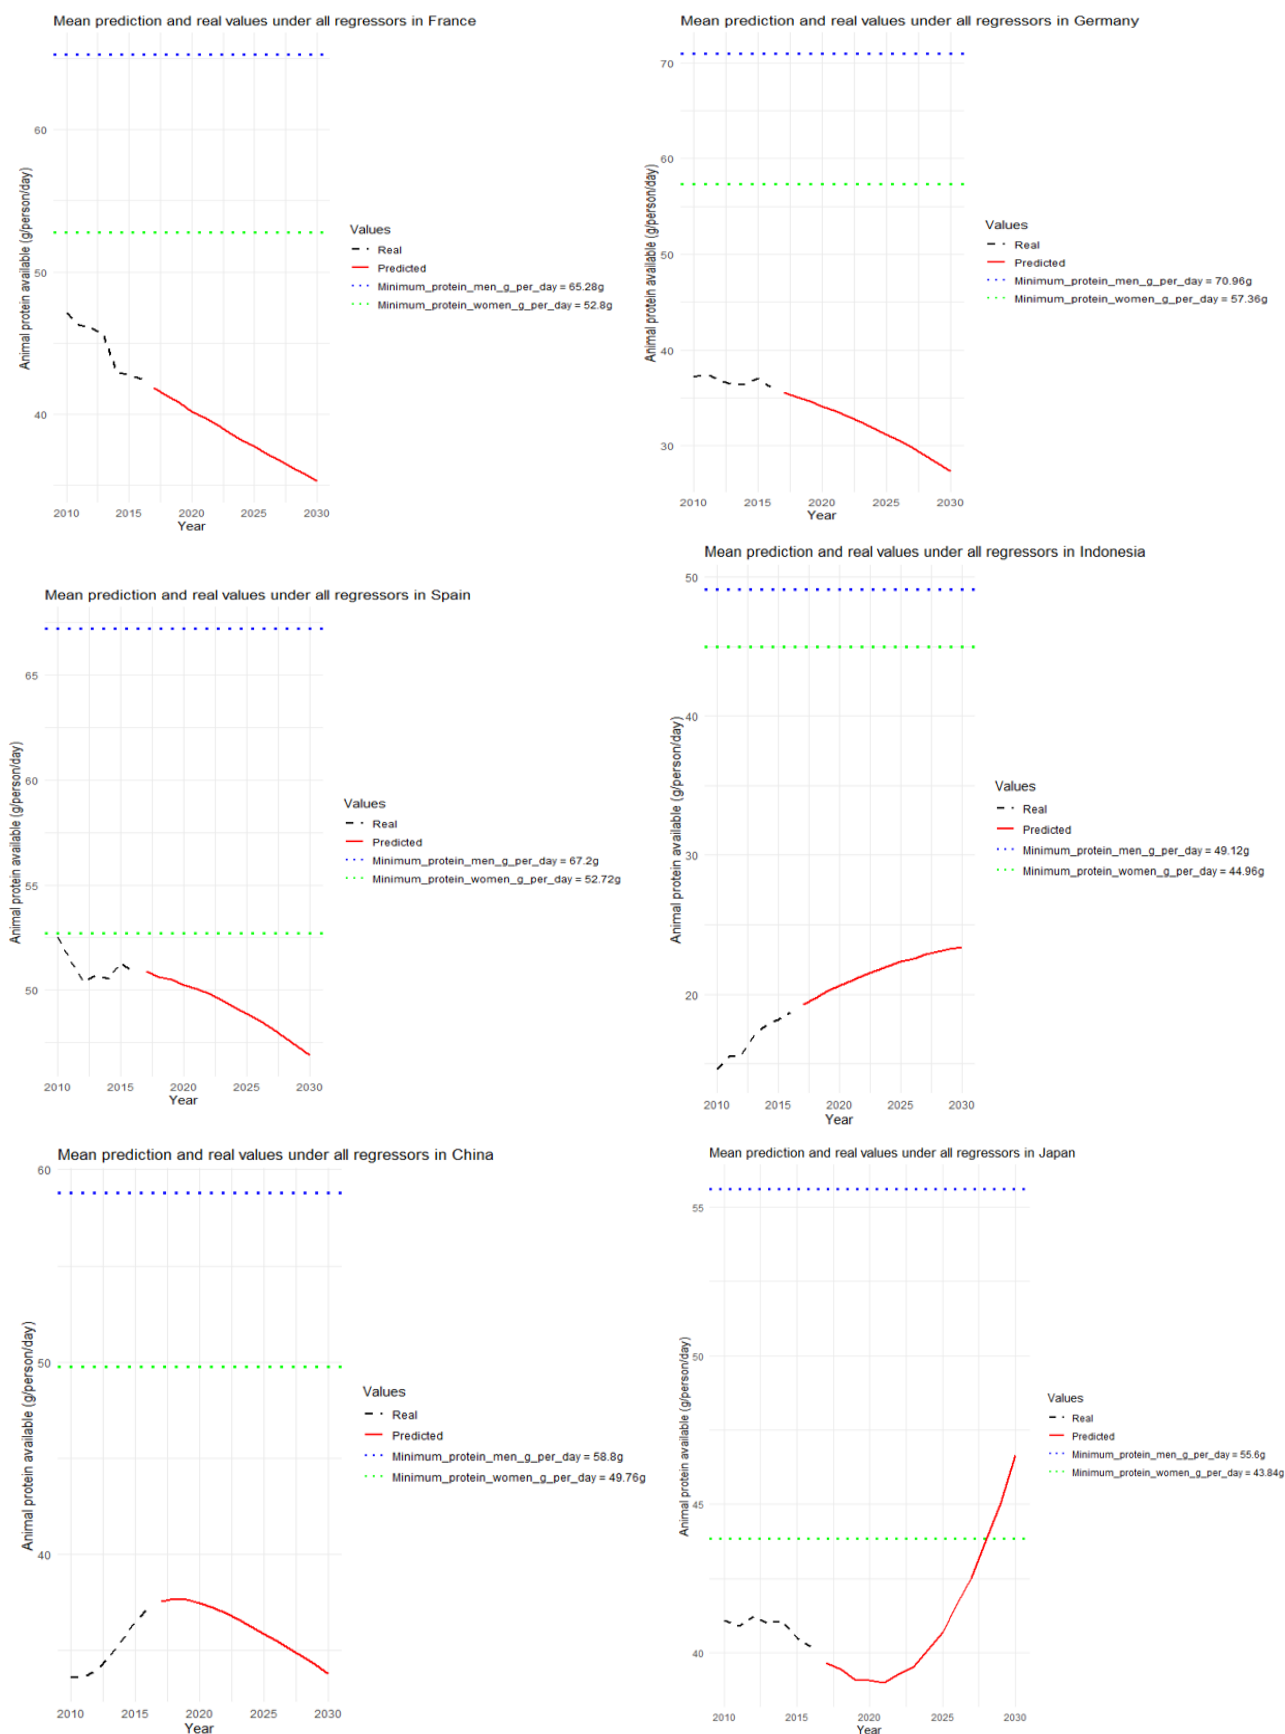 Mean prediction and real values under all regressors in France
Animal protein available (g/person/day)
60
50
40
2010 2015 2020 2025 2030
Year
Values
Real
Predicted
Minimum_protein_men_g_per_day = 65.28g
Minimum_protein_women_g_per_day = 52.8g
Mean prediction and real values under all regressors in Germany
Animal protein available (g/person/day)
70
60
50
40
30
2010 2015 2020 2025 2030
Year
Values
Real
Predicted
Minimum_protein_men_g_per_day = 70.96g
Minimum_protein_women_g_per_day = 57.36g
Mean prediction and real values under all regressors in Spain
Animal protein available (g/person/day)
65
60
55
50
2010 2015 2020 2025 2030
Year
Values
Real
Predicted
Minimum_protein_men_g_per_day = 67.2g
Minimum_protein_women_g_per_day = 52.72g
Mean prediction and real values under all regressors in Indonesia
Animal protein available (g/person/day)
50
40
30
20
2010 2015 2020 2025 2030
Year
Values
Real
Predicted
Minimum_protein_men_g_per_day = 49.12g
Minimum_protein_women_g_per_day = 44.96g
Mean prediction and real values under all regressors in China
Animal protein available (g/person/day)
60
50
40
2010 2015 2020 2025 2030
Year
Values
Real
Predicted
Minimum_protein_men_g_per_day = 58.8g
Minimum_protein_women_g_per_day = 49.76g
Mean prediction and real values under all regressors in Japan
Animal protein available (g/person/day)
55
50
45
40
2010 2015 2020 2025 2030
Year
Values
Real
Predicted
Minimum_protein_men_g_per_day = 55.6g
Minimum_protein_women_g_per_day = 43.84g